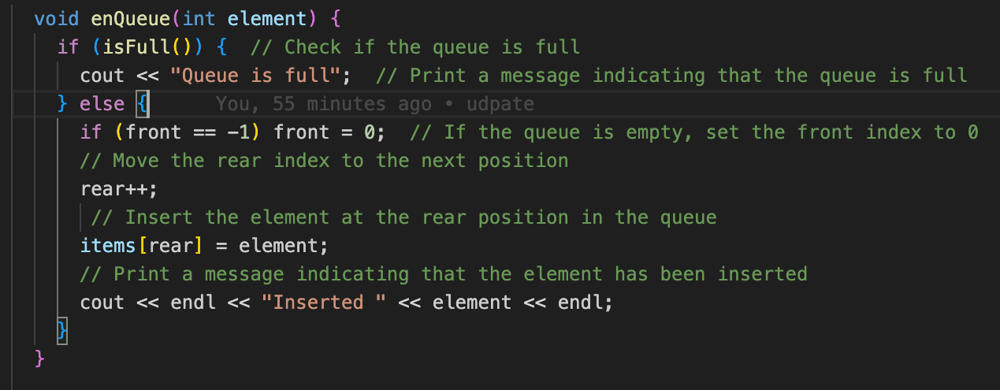 void enQueue(int element) {
if (isFull()) {  // Check if the queue is full
cout << "Queue is full";  // Print a message indicating that the queue is full
} else {      You, 55 minutes ago • udpate
if (front == -1) front = 0;  // If the queue is empty, set the front index to 0
// Move the rear index to the next position
rear++;
// Insert the element at the rear position in the queue
items[rear] = element;
// Print a message indicating that the element has been inserted
cout << endl << "Inserted " << element << endl;
}
}